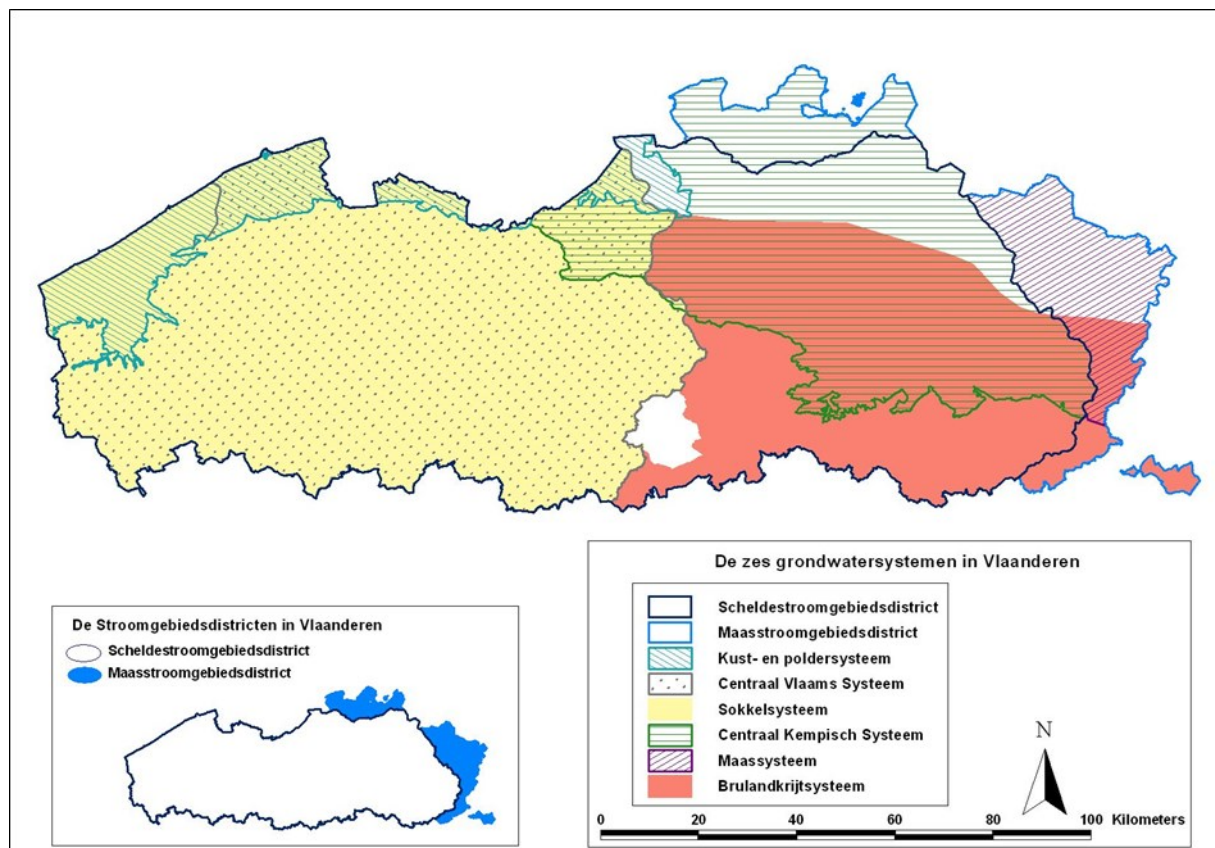 De zes grondwatersystemen in Vlaanderen
Scheldestroomgebiedsdistrict
Maasstroomgebiedsdistrict
Kust- en poldersysteem
Centraal Vlaams Systeem
Sokkelsysteem
Centraal Kempisch Systeem
Maassysteem
Brulandkrijtsysteem
N
0 20 40 60 80 100 Kilometers
De Stroomgebiedsdistricten in Vlaanderen
Scheldestroomgebiedsdistrict
Maasstroomgebiedsdistrict